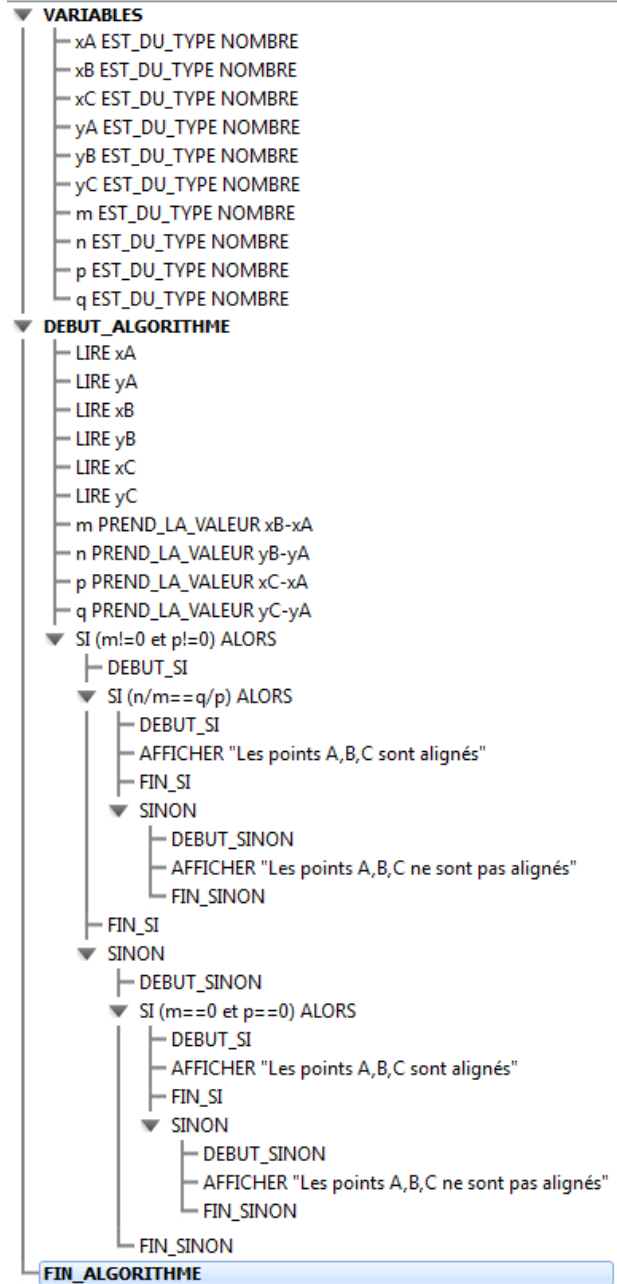 VARIABLES
xA EST_DU_TYPE NOMBRE
xB EST_DU_TYPE NOMBRE
xC EST_DU_TYPE NOMBRE
yA EST_DU_TYPE NOMBRE
yB EST_DU_TYPE NOMBRE
yC EST_DU_TYPE NOMBRE
m EST_DU_TYPE NOMBRE
n EST_DU_TYPE NOMBRE
p EST_DU_TYPE NOMBRE
q EST_DU_TYPE NOMBRE
DEBUT_ALGORITHME
LIRE xA
LIRE yA
LIRE xB
LIRE yB
LIRE xC
LIRE yC
m PREND_LA_VALEUR xB-xA
n PREND_LA_VALEUR yB-yA
p PREND_LA_VALEUR xC-xA
q PREND_LA_VALEUR yC-yA
SI (m!=0 et p!=0) ALORS
DEBUT_SI
SI (n/m==q/p) ALORS
DEBUT_SI
AFFICHER "Les points A,B,C sont alignés"
FIN_SI
SINON
DEBUT_SINON
AFFICHER "Les points A,B,C ne sont pas alignés"
FIN_SINON
FIN_SI
SINON
DEBUT_SINON
SI (m==0 et p==0) ALORS
DEBUT_SI
AFFICHER "Les points A,B,C sont alignés"
FIN_SI
SINON
DEBUT_SINON
AFFICHER "Les points A,B,C ne sont pas alignés"
FIN_SINON
FIN_SINON
FIN_ALGORITHME